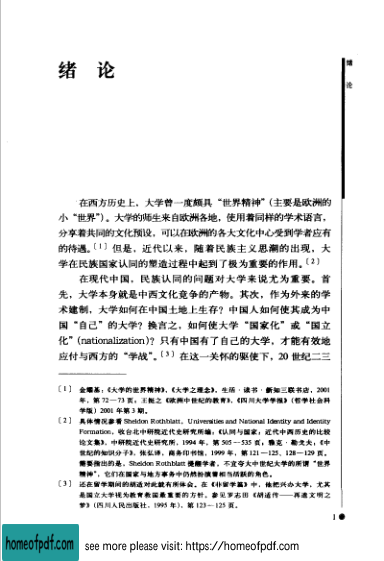 绪 论
绪
论
在西方历史上，大学曾一度颇具“世界精神”（主要是欧洲的
小“世界”）。大学的师生来自欧洲各地，使用着同样的学术语言，
分享着共同的文化预设，可以在欧洲的各大文化中心受到学者应有
的待遇。〔1〕但是，近代以来，随着民族主义思潮的出现，大
学在民族国家认同的塑造过程中起到了极为重要的作用。〔2〕
在现代中国，民族认同的问题对大学来说尤为重要。首
先，大学本身就是中西文化竞争的产物。其次，作为外来的学
术建制，大学如何在中国土地上生存？中国人如何使其成为中
国“自己”的大学？换言之，如何使大学“国家化”或“国立
化”（nationalization）？只有中国有了自己的大学，才能有效地
应付与西方的“学战”。〔3〕在这一关怀的驱使下，20 世纪二三
〔1〕 金耀基：《大学的世界精神》，《大学之理念》，生活·读书·新知三联书店，2001
年，第 72—73 页；王挺之《欧洲中世纪的教育》，《四川大学学报》（哲学社会科
学版）2001 年第 3 期。
〔2〕 具体情况参看 Sheldon Rothblatt, Universities and National Identity and Identity
Formation，收台北中研院近代史研究所编：《认同与国家：近代中西历史的比较
论文集》，中研院近代史研究所，1994 年，第 505—535 页；雅克·勒戈夫：《中
世纪的知识分子》，张弘译，商务印书馆，1999 年，第 121—125、128—129 页。
需要指出的是，Sheldon Rothblatt 提醒学者，不宜夸大中世纪大学的所谓“世界
精神”，它们在国家与地方事务中仍然扮演着相当活跃的角色。
〔3〕 还在留学期间的胡适对此就有所体会。在《非留学篇》中，他把兴办大学，尤其
是国立大学视为教育救国最重要的方针。参见罗志田《胡适传——再造文明之
梦》（四川人民出版社，1995 年），第 123—125 页。
1
homeofpdf.com
see more please visit: https://homeofpdf.com